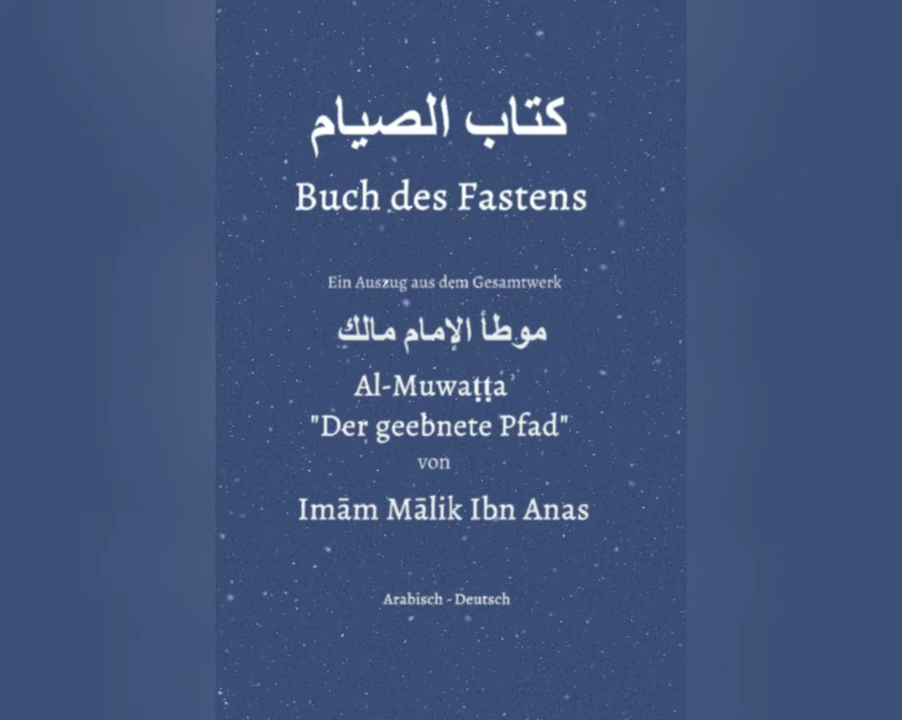 كتاب الصيام
Buch des Fastens
Ein Auszug aus dem Gesamtwerk
موطأ الإمام مالك
Al-Muwaṭṭaʾ
"Der geebnete Pfad"
von
Imām Mālik Ibn Anas
Arabisch - Deutsch